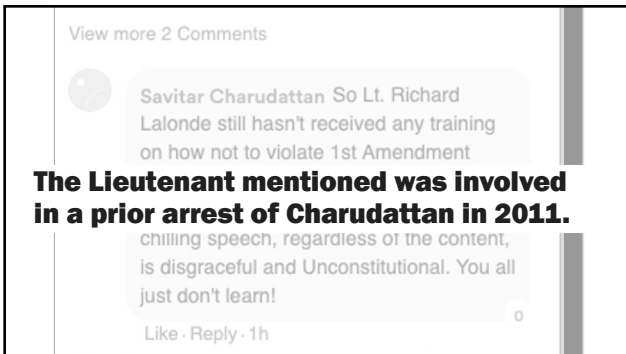 View more 2 Comments
Savitar Charudattan So Lt. Richard
Lalonde still hasn't received any training
on how not to violate 1st Amendment
The Lieutenant mentioned was involved
in a prior arrest of Charudattan in 2011.
chilling speech, regardless of the content,
is disgraceful and Unconstitutional. You all
just don't learn!
0
Like · Reply · 1h